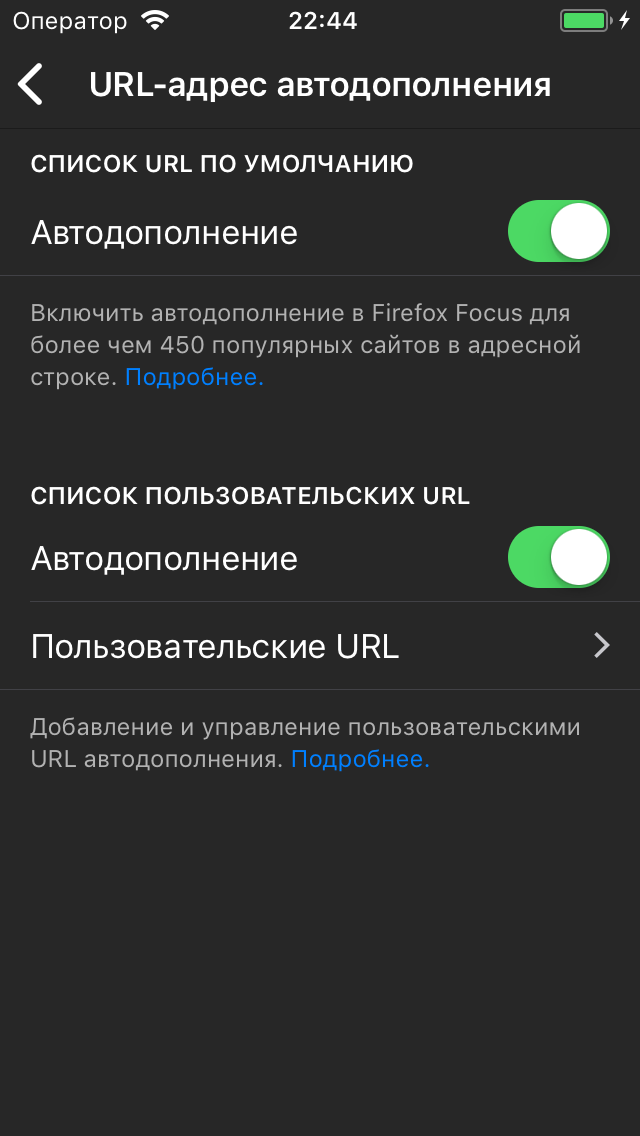 Оператор 22:44
URL-адрес автодополнения
СПИСОК URL ПО УМОЛЧАНИЮ
Автодополнение
Включить автодополнение в Firefox Focus для
более чем 450 популярных сайтов в адресной
строке. Подробнее.
СПИСОК ПОЛЬЗОВАТЕЛЬСКИХ URL
Автодополнение
Пользовательские URL
Добавление и управление пользовательскими
URL автодополнения. Подробнее.